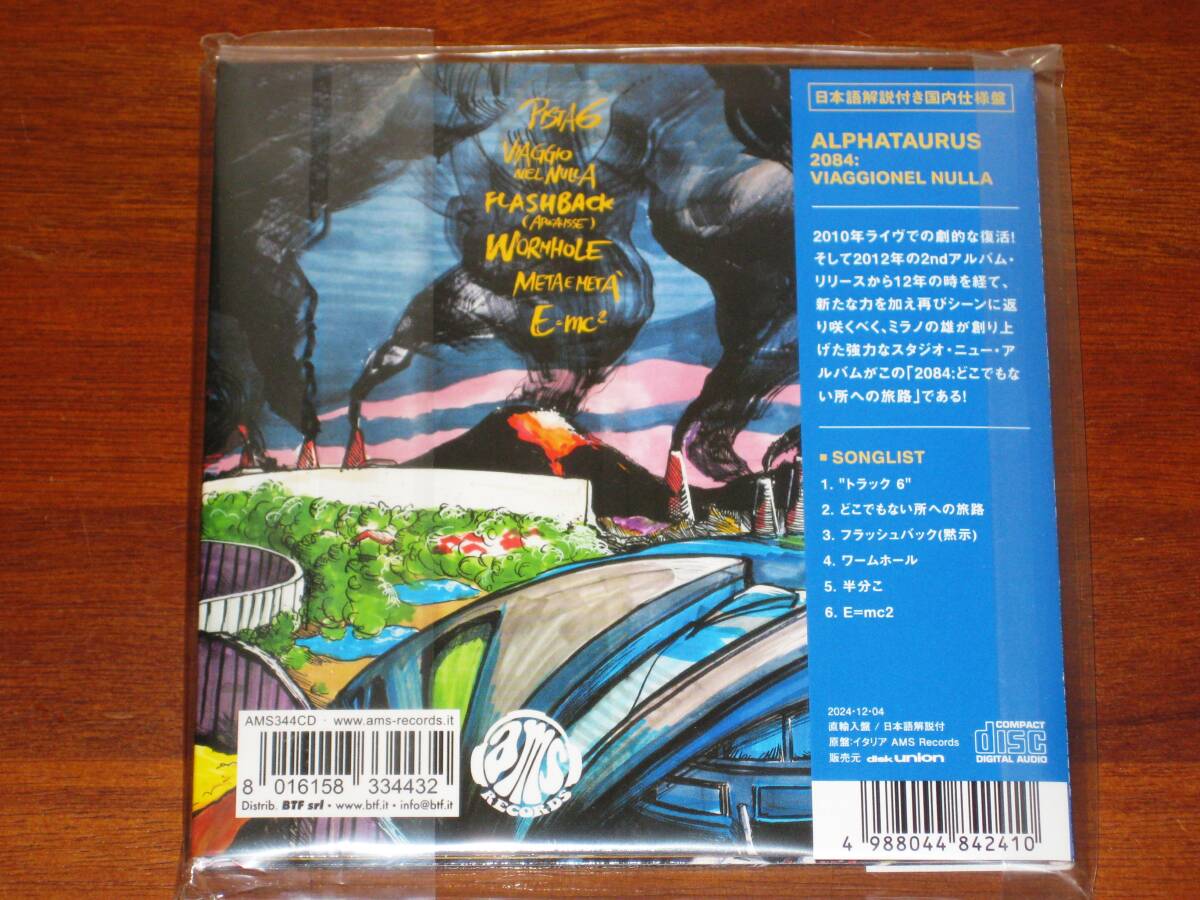 PISTA 6
VIAGGIO
NEL NULLA
FLASHBACK
(APOCALISSE)
WORMHOLE
METÀ E METÀ
E=mc²
AMS344CD · www.ams-records.it
8 016158 334432
Distrib. BTF srl • www.btf.it • info@btf.it
ams
RECORDS
日本語解説付き国内仕様盤
ALPHATAURUS
2084:
VIAGGIONEL NULLA
2010年ライヴでの劇的な復活!
そして2012年の2ndアルバム・
リリースから12年の時を経て、
新たな力を加え再びシーンに返
り咲くべく、ミラノの雄が創り上
げた強力なスタジオ・ニュー・ア
ルバムがこの「2084:どこでもな
い所への旅路」である!
■ SONGLIST
1. "トラック 6"
2. どこでもない所への旅路
3. フラッシュバック(黙示)
4. ワームホール
5. 半分こ
6. E=mc2
2024-12-04
直輸入盤 / 日本語解説付
原盤:イタリア AMS Records
販売元 disk union
COMPACT
disc
DIGITAL AUDIO
4 988044 842410